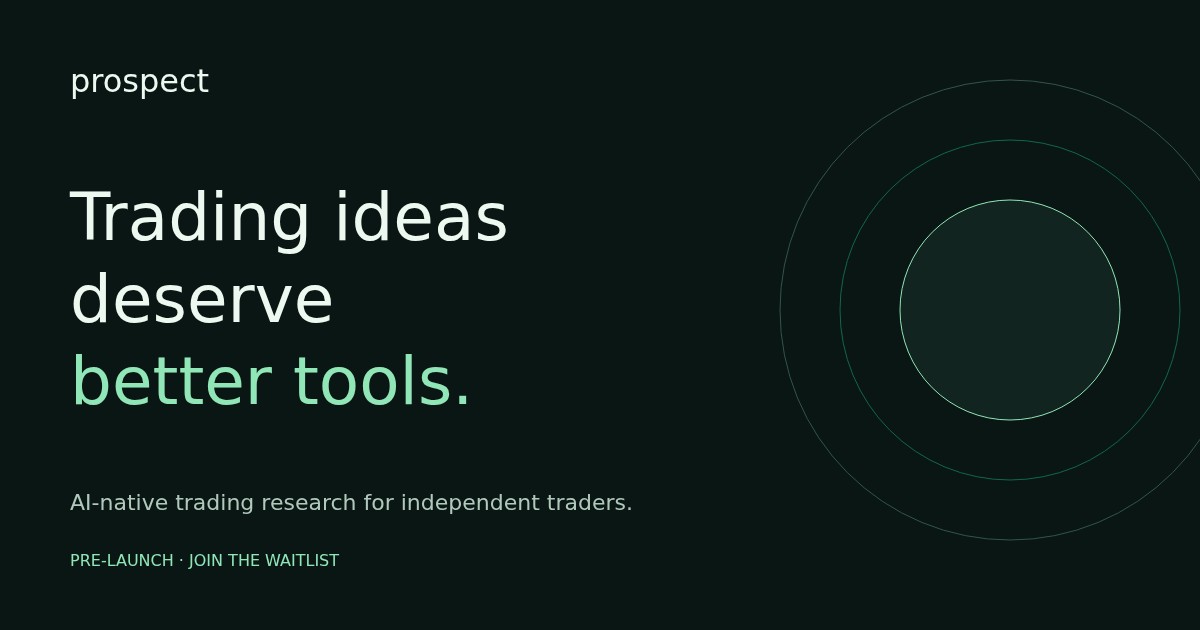 prospect
Trading ideas
deserve
better tools.
AI-native trading research for independent traders.
PRE-LAUNCH · JOIN THE WAITLIST